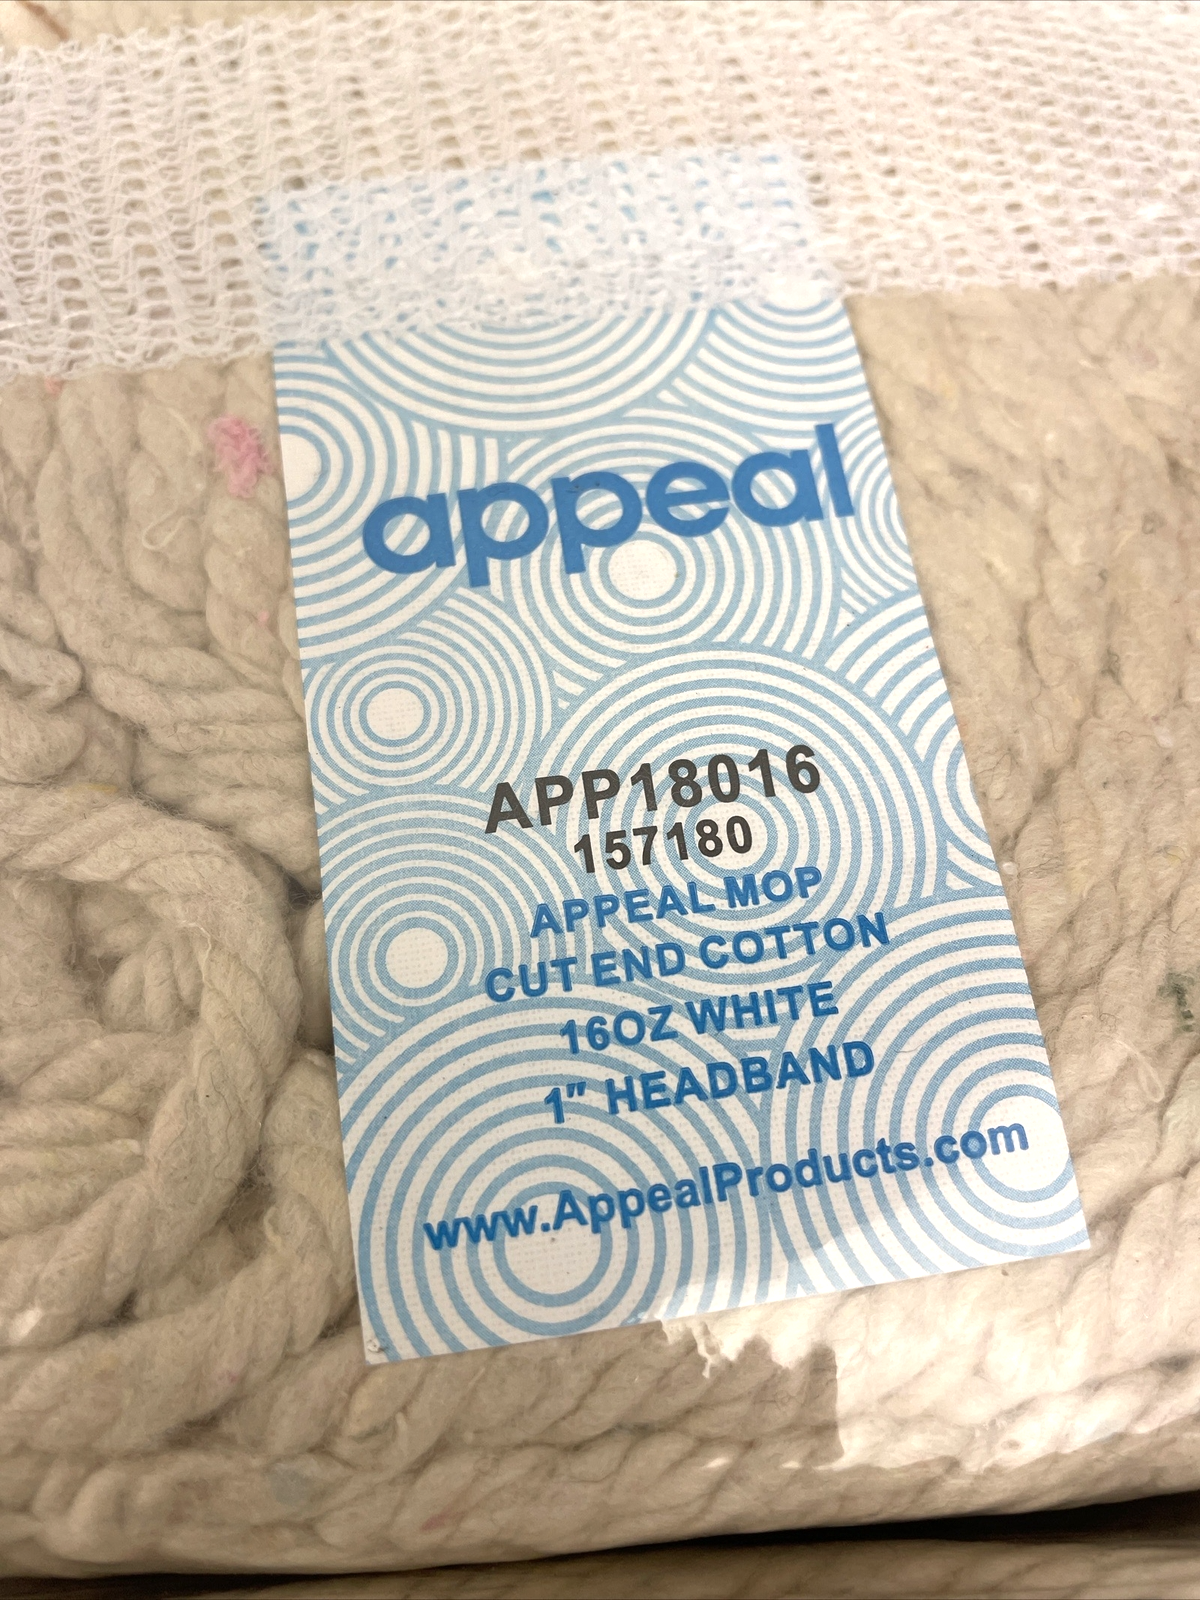 appeal
APP18016
157180
APPEAL MOP
CUT END COTTON
16OZ WHITE
1" HEADBAND
www.AppealProducts.com